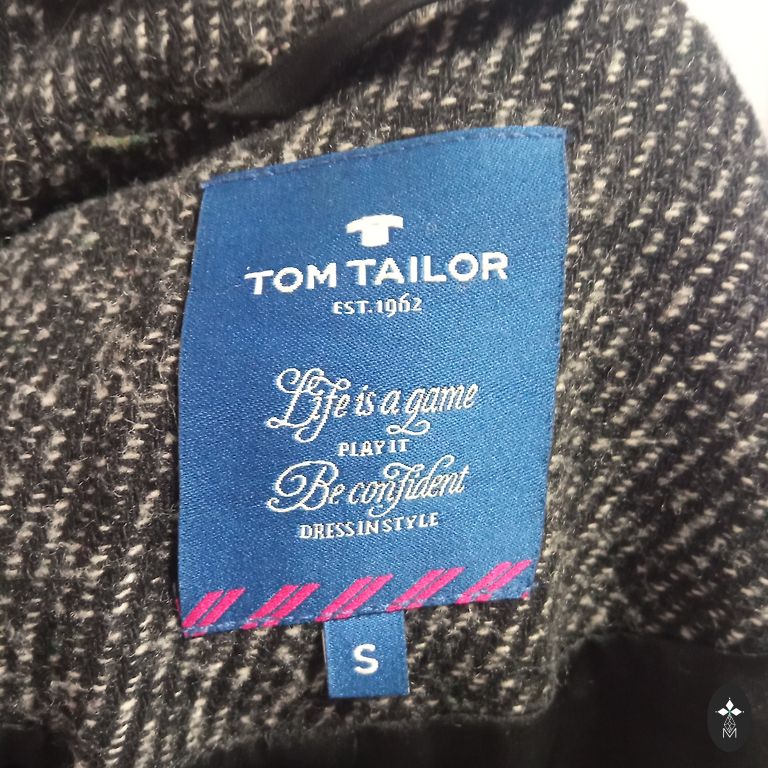 TOM TAILOR
EST.1962
Life is a game
PLAY IT
Be confident
DRESS IN STYLE
S
M